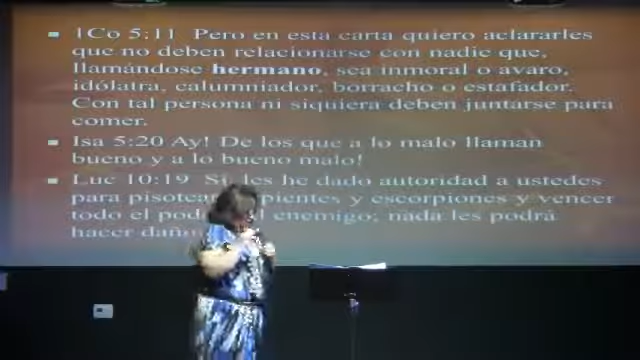 1Co 5:11 Pero en esta carta quiero aclararles
que no deben relacionarse con nadie que,
llamándose hermano, sea inmoral o avaro,
idólatra, calumniador, borracho o estafador.
Con tal persona ni siquiera deben juntarse para
comer.
Isa 5:20 Ay! De los que a lo malo llaman
bueno y a lo bueno malo!
Luc 10:19 Sí, les he dado autoridad a ustedes
para pisotear pientes y escorpiones y vencer
todo el pod enemigo; nada les podrá
hacer daño